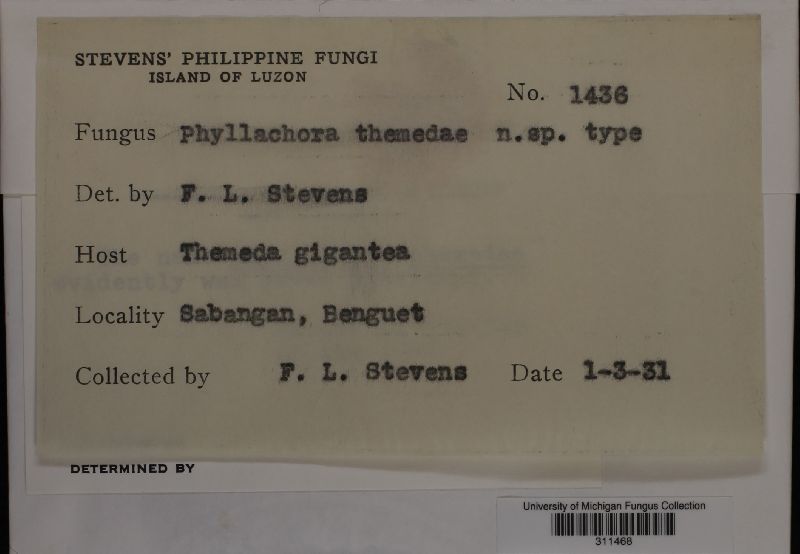 STEVENS' PHILIPPINE FUNGI
ISLAND OF LUZON
No. 1436
Fungus Phyllachora themedae n.sp. type
Det. by F. L. Stevens
Host Themeda gigantea
evidently
Locality Sabangan, Benguet
Collected by F. L. Stevens Date 1-3-31
DETERMINED BY
University of Michigan Fungus Collection
311468